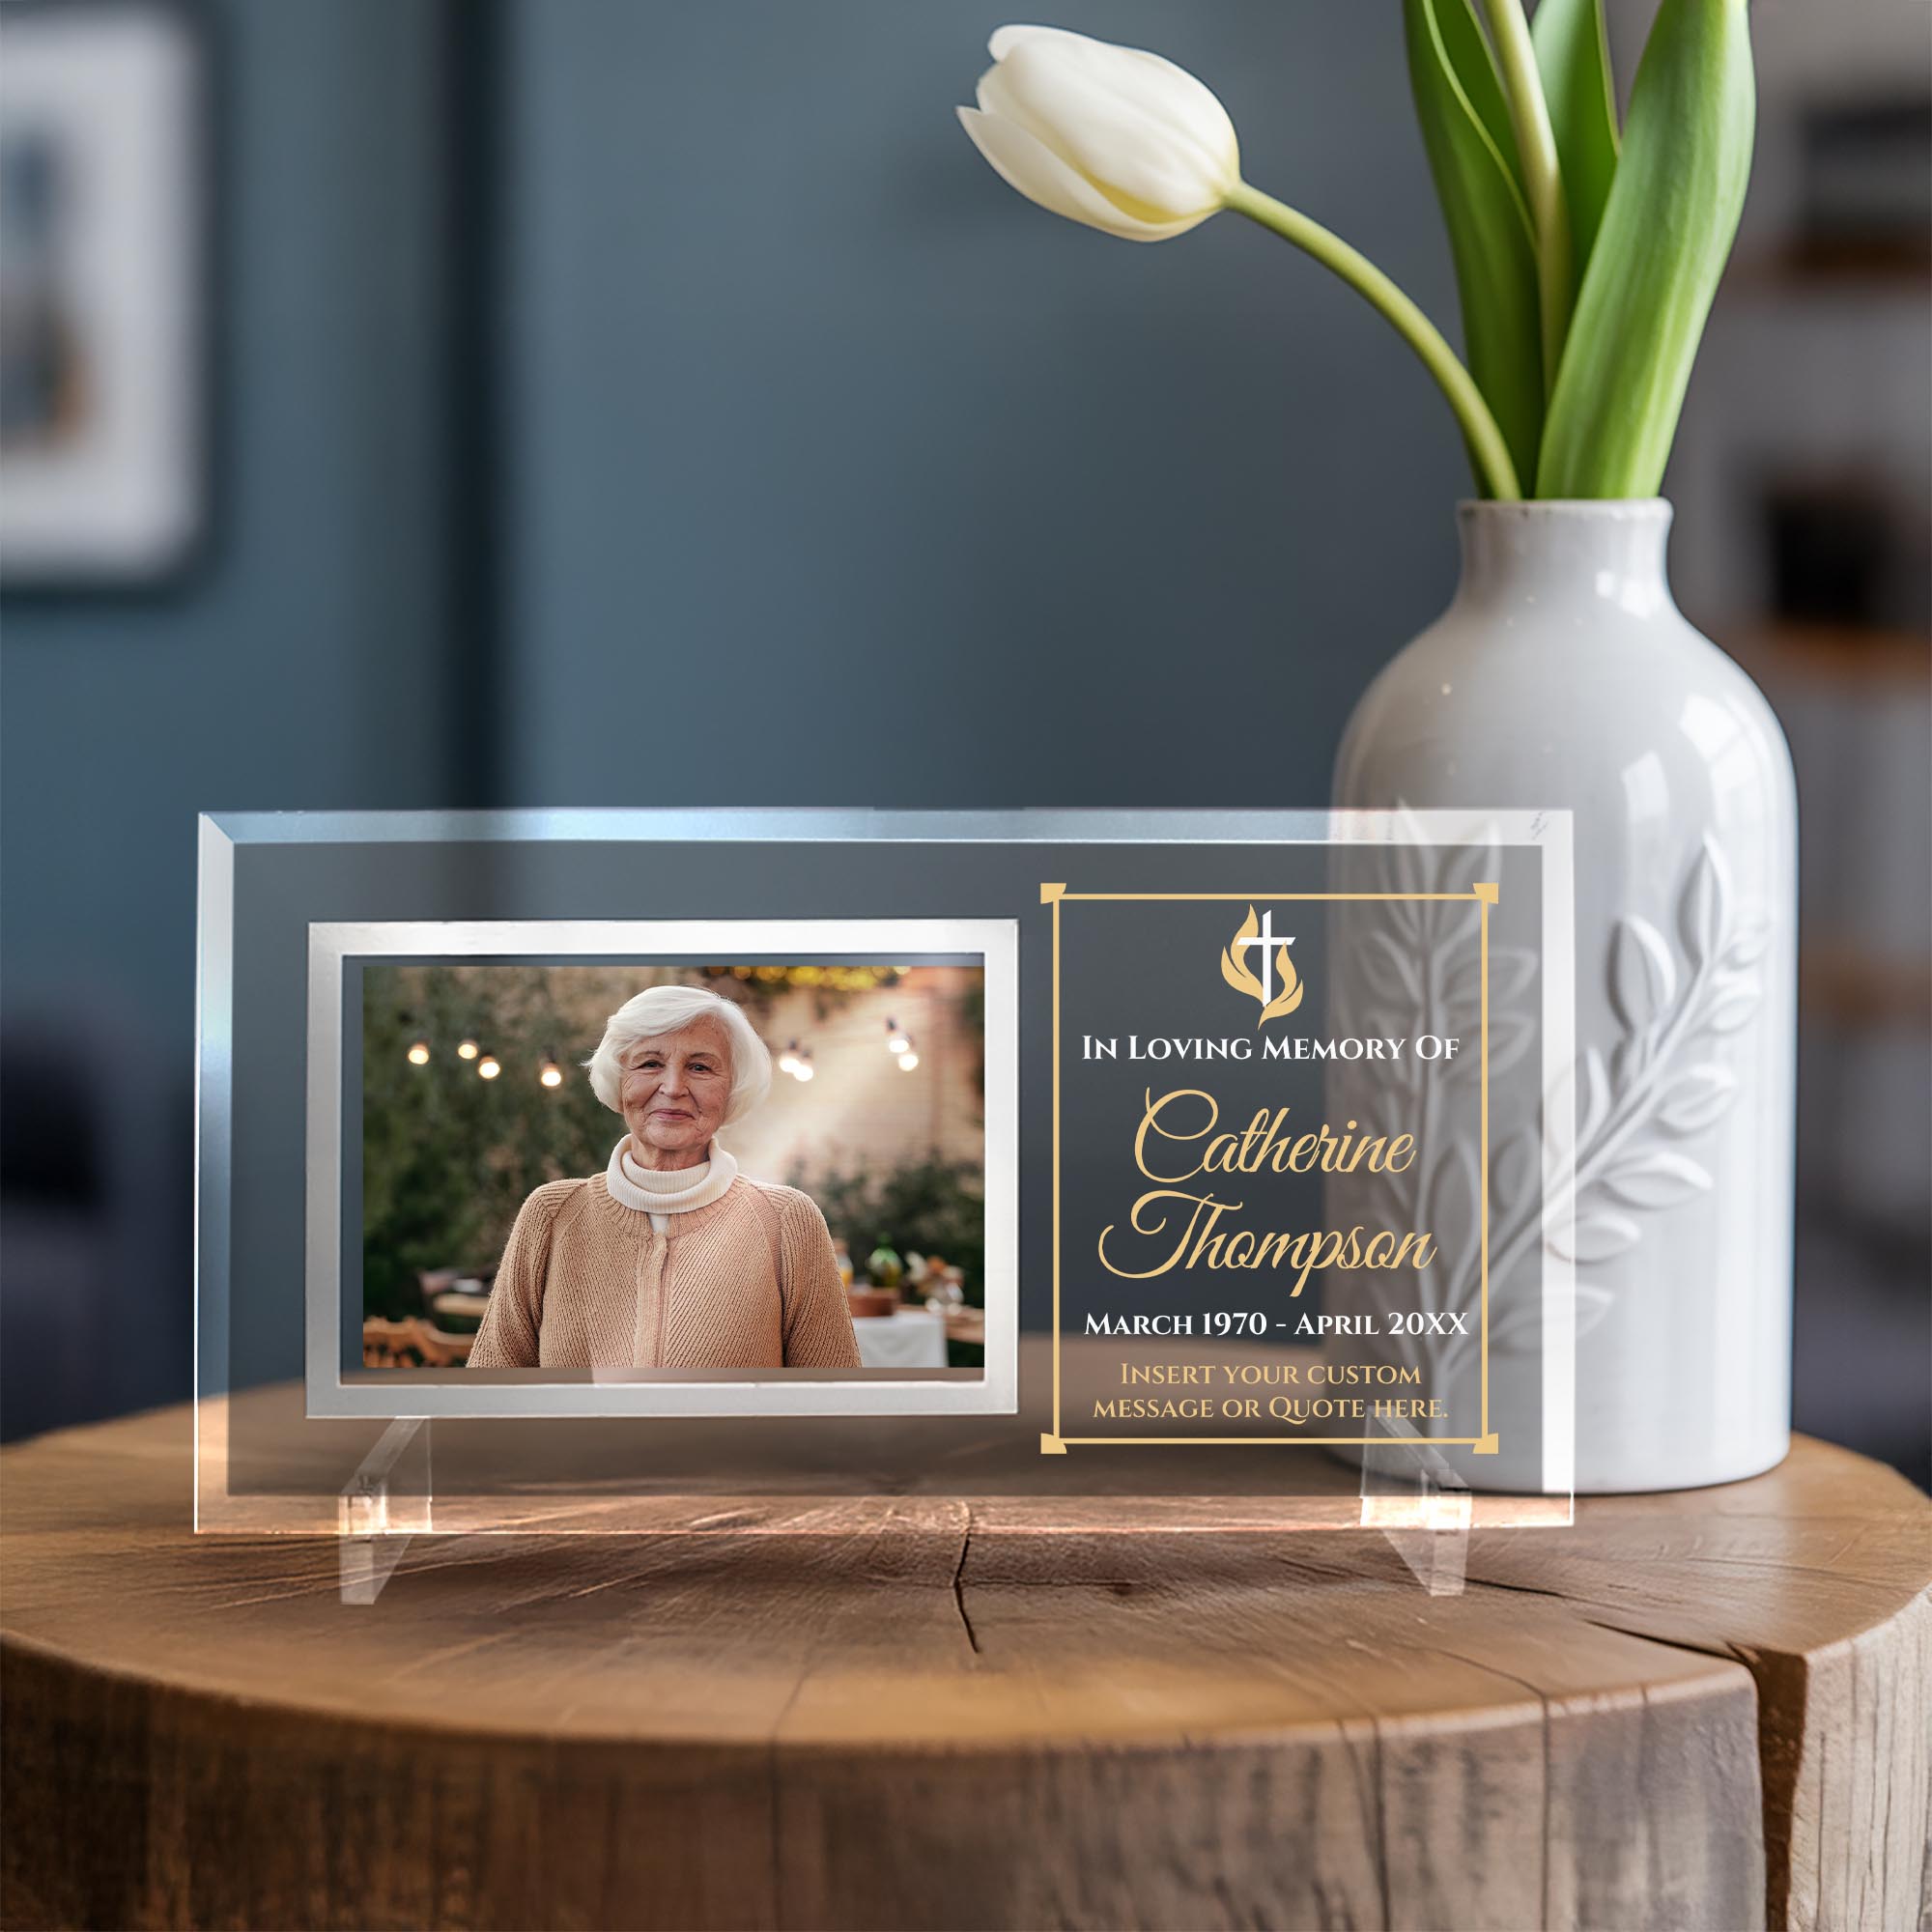 In Loving Memory Of
Catherine
Thompson
March 1970 - April 20XX
Insert your custom
message or Quote here.